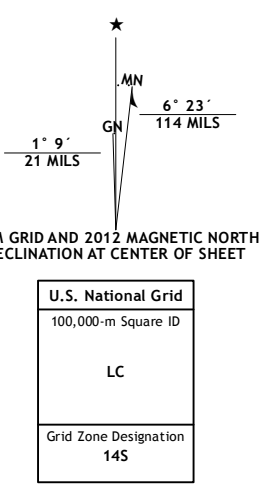 MN
6° 23´
114 MILS
GN
1° 9´
21 MILS
GRID AND 2012 MAGNETIC NORTH
AT CENTER OF SHEET
U.S. National Grid
100,000-m Square ID
LC
Grid Zone Designation
14S